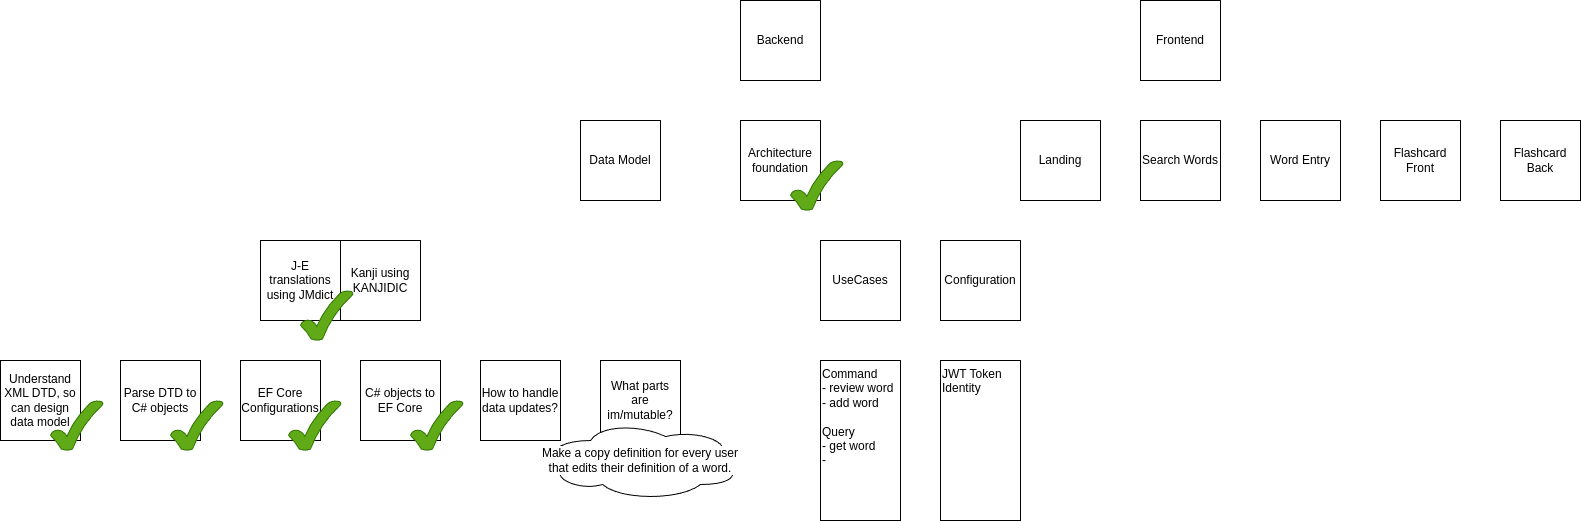 Backend
Frontend
Data Model
Architecture
foundation
Landing
Search Words
Word Entry
Flashcard
Front
Flashcard
Back
J-E
translations
using JMdict
Kanji using
KANJIDIC
UseCases
Configuration
Understand
XML DTD, so
can design
data model
Parse DTD to
C# objects
EF Core
Configurations
C# objects to
EF Core
How to handle
data updates?
What parts
are
im/mutable?
Make a copy definition for every user
that edits their definition of a word.
Command
- review word
- add word
Query
- get word
-
JWT Token
Identity